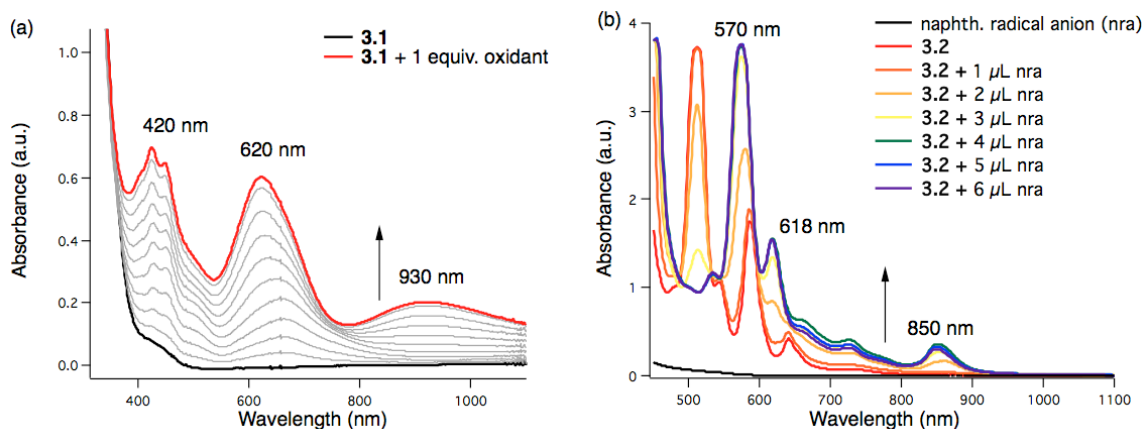 (a)
1.0
0.8
0.6
0.4
0.2
0.0
Absorbance (a.u.)
420 nm
620 nm
930 nm
3.1
3.1 + 1 equiv. oxidant
400
600
800
1000
Wavelength (nm)
(b)
4
3
2
1
0
Absorbance (a.u.)
570 nm
618 nm
850 nm
naphth. radical anion (nra)
3.2
3.2 + 1 μL nra
3.2 + 2 μL nra
3.2 + 3 μL nra
3.2 + 4 μL nra
3.2 + 5 μL nra
3.2 + 6 μL nra
500
600
700
800
900
1000
1100
Wavelength (nm)